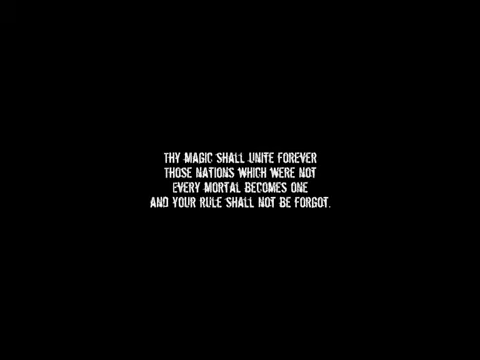 THY MAGIC SHALL UNITE FOREVER
THOSE NATIONS WHICH WERE NOT
EVERY MORTAL BECOMES ONE
AND YOUR RULE SHALL NOT BE FORGOT.